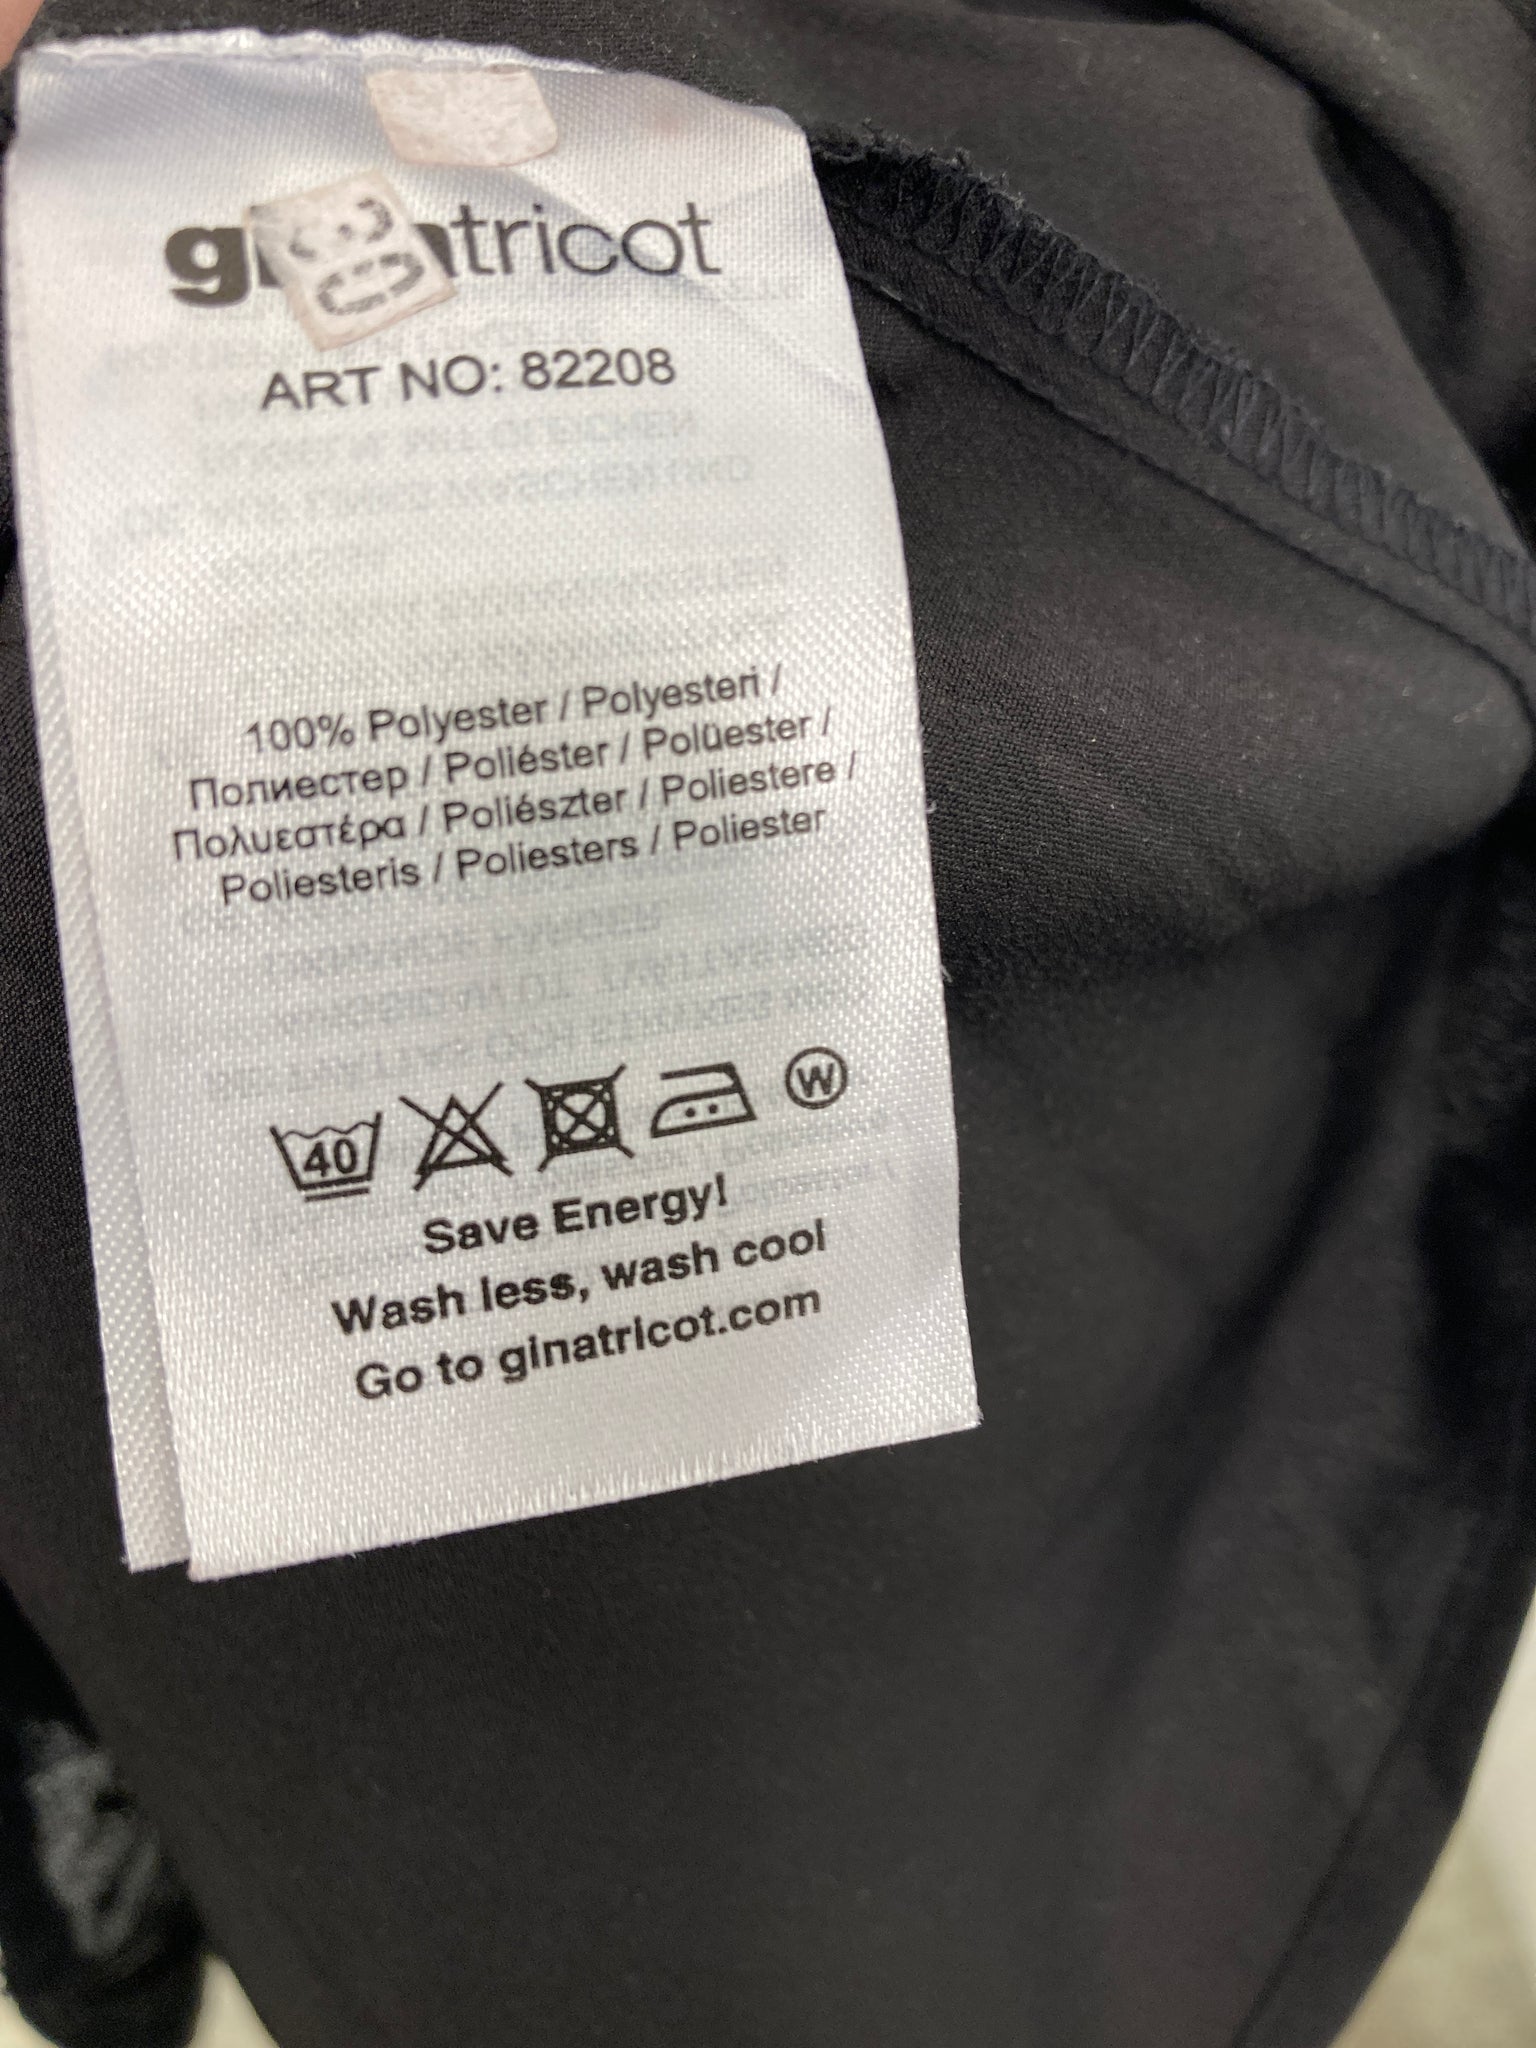 ginatricot
ART NO: 82208
100% Polyester / Polyesteri /
Полиестер / Poliéster / Polüester /
Πολυεστέρα / Poliészter / Poliestere /
Poliesteris / Poliesters / Poliester
40
W
Save Energy!
Wash less, wash cool
Go to ginatricot.com